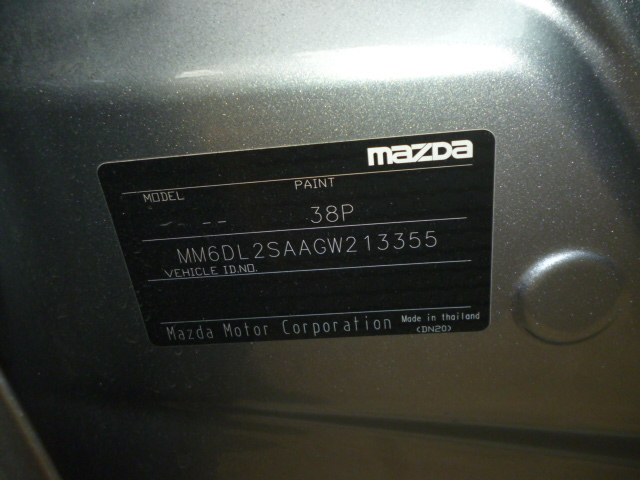 mazda
MODEL PAINT
- - - - 38P
MM6DL2SAAGW213355
VEHICLE ID.NO.
Mazda Motor Corporation Made in thailand
<DN20>